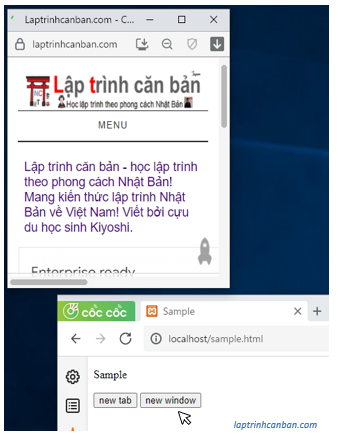 Laptrinhcanban.com - C...
laptrinhcanban.com
Lập trình căn bản
Học lập trình theo phong cách Nhật Bản
MENU
Lập trình căn bản - học lập trình
theo phong cách Nhật Bản!
Mang kiến thức lập trình Nhật
Bản về Việt Nam! Viết bởi cựu
du học sinh Kiyoshi.
Enterprise ready
cốc cốc
Sample
localhost/sample.html
Sample
new tab
new window
laptrinhcanban.com